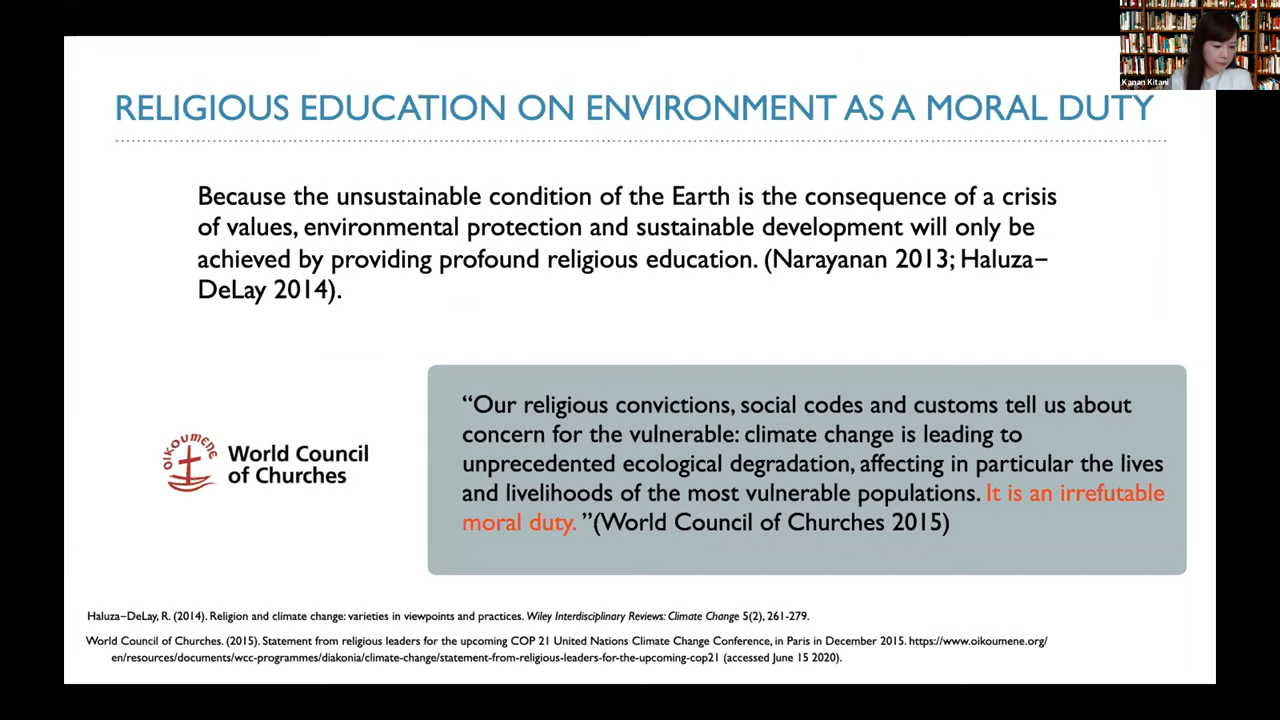 Kanan Kitani
RELIGIOUS EDUCATION ON ENVIRONMENT AS A MORAL DUTY
Because the unsustainable condition of the Earth is the consequence of a crisis
of values, environmental protection and sustainable development will only be
achieved by providing profound religious education. (Narayanan 2013; Haluza–
DeLay 2014).
OIKOUMENE
World Council
of Churches
“Our religious convictions, social codes and customs tell us about
concern for the vulnerable: climate change is leading to
unprecedented ecological degradation, affecting in particular the lives
and livelihoods of the most vulnerable populations. It is an irrefutable
moral duty. ”(World Council of Churches 2015)
Haluza–DeLay, R. (2014). Religion and climate change: varieties in viewpoints and practices. Wiley Interdisciplinary Reviews: Climate Change 5(2), 261-279.
World Council of Churches. (2015). Statement from religious leaders for the upcoming COP 21 United Nations Climate Change Conference, in Paris in December 2015. https://www.oikoumene.org/
en/resources/documents/wcc-programmes/diakonia/climate-change/statement-from-religious-leaders-for-the-upcoming-cop21 (accessed June 15 2020).